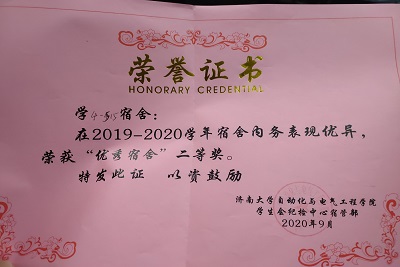 荣誉证书
HONORARY CREDENTIAL
学4-515宿舍：
在2019-2020学年宿舍内务表现优异，
荣获“优秀宿舍”二等奖。
特发此证 以资鼓励
济南大学自动化与电气工程学院
学生会纪检中心宿管部
2020年9月